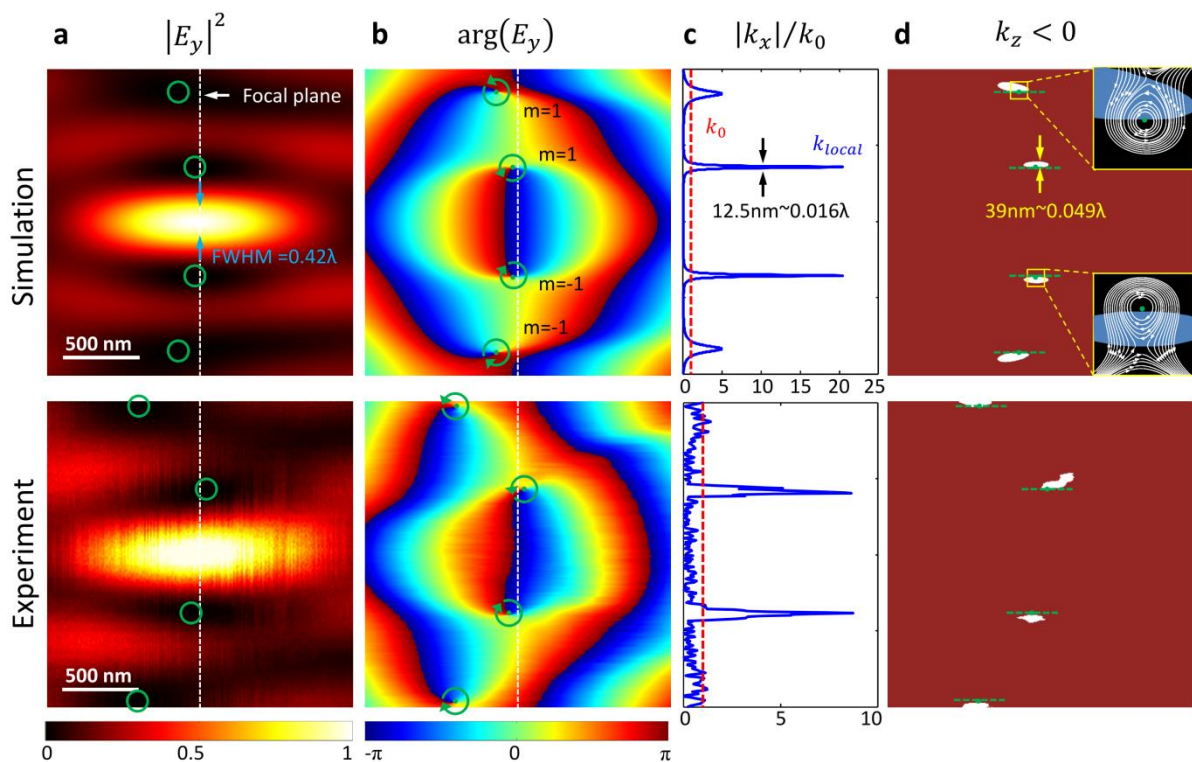 a |E_y|^2
b arg(E_y)
c |k_x|/k_0
d k_z < 0
Simulation
Focal plane
FWHM =0.42λ
500 nm
m=1
m=1
m=-1
m=-1
k_0
k_local
12.5nm~0.016λ
0 5 10 15 20 25
39nm~0.049λ
Experiment
500 nm
0 5 10
0 0.5 1
-π 0 π